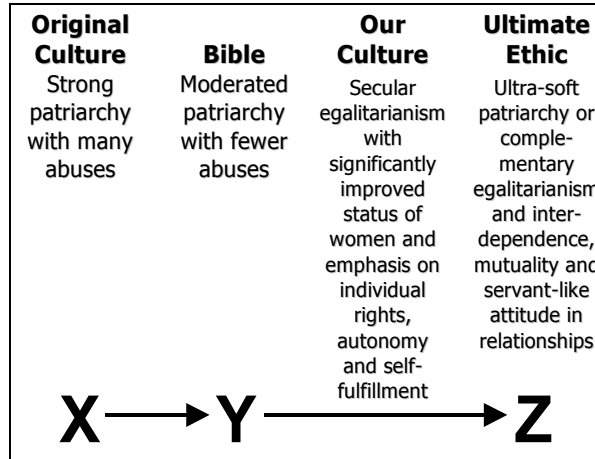 Original
Culture
Strong
patriarchy
with many
abuses
Bible
Moderated
patriarchy
with fewer
abuses
Our
Culture
Secular
egalitarianism
with
significantly
improved
status of
women and
emphasis on
individual
rights,
autonomy
and self-
fulfillment
Ultimate
Ethic
Ultra-soft
patriarchy or
comple-
mentary
egalitarianism
and inter-
dependence,
mutuality and
servant-like
attitude in
relationships
X Y Z